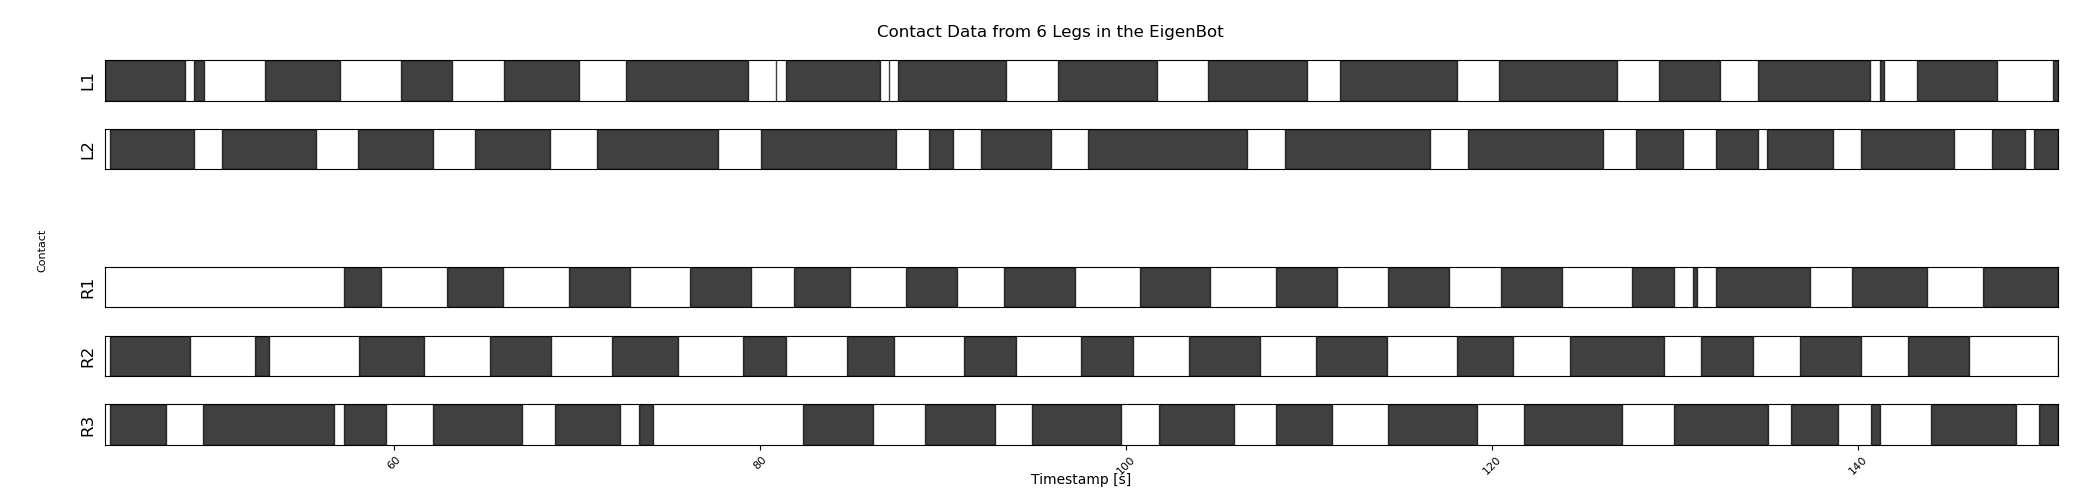 Contact Data from 6 Legs in the EigenBot
L1
L2
Contact
R1
R2
R3
60
80
100
120
140
Timestamp [s]